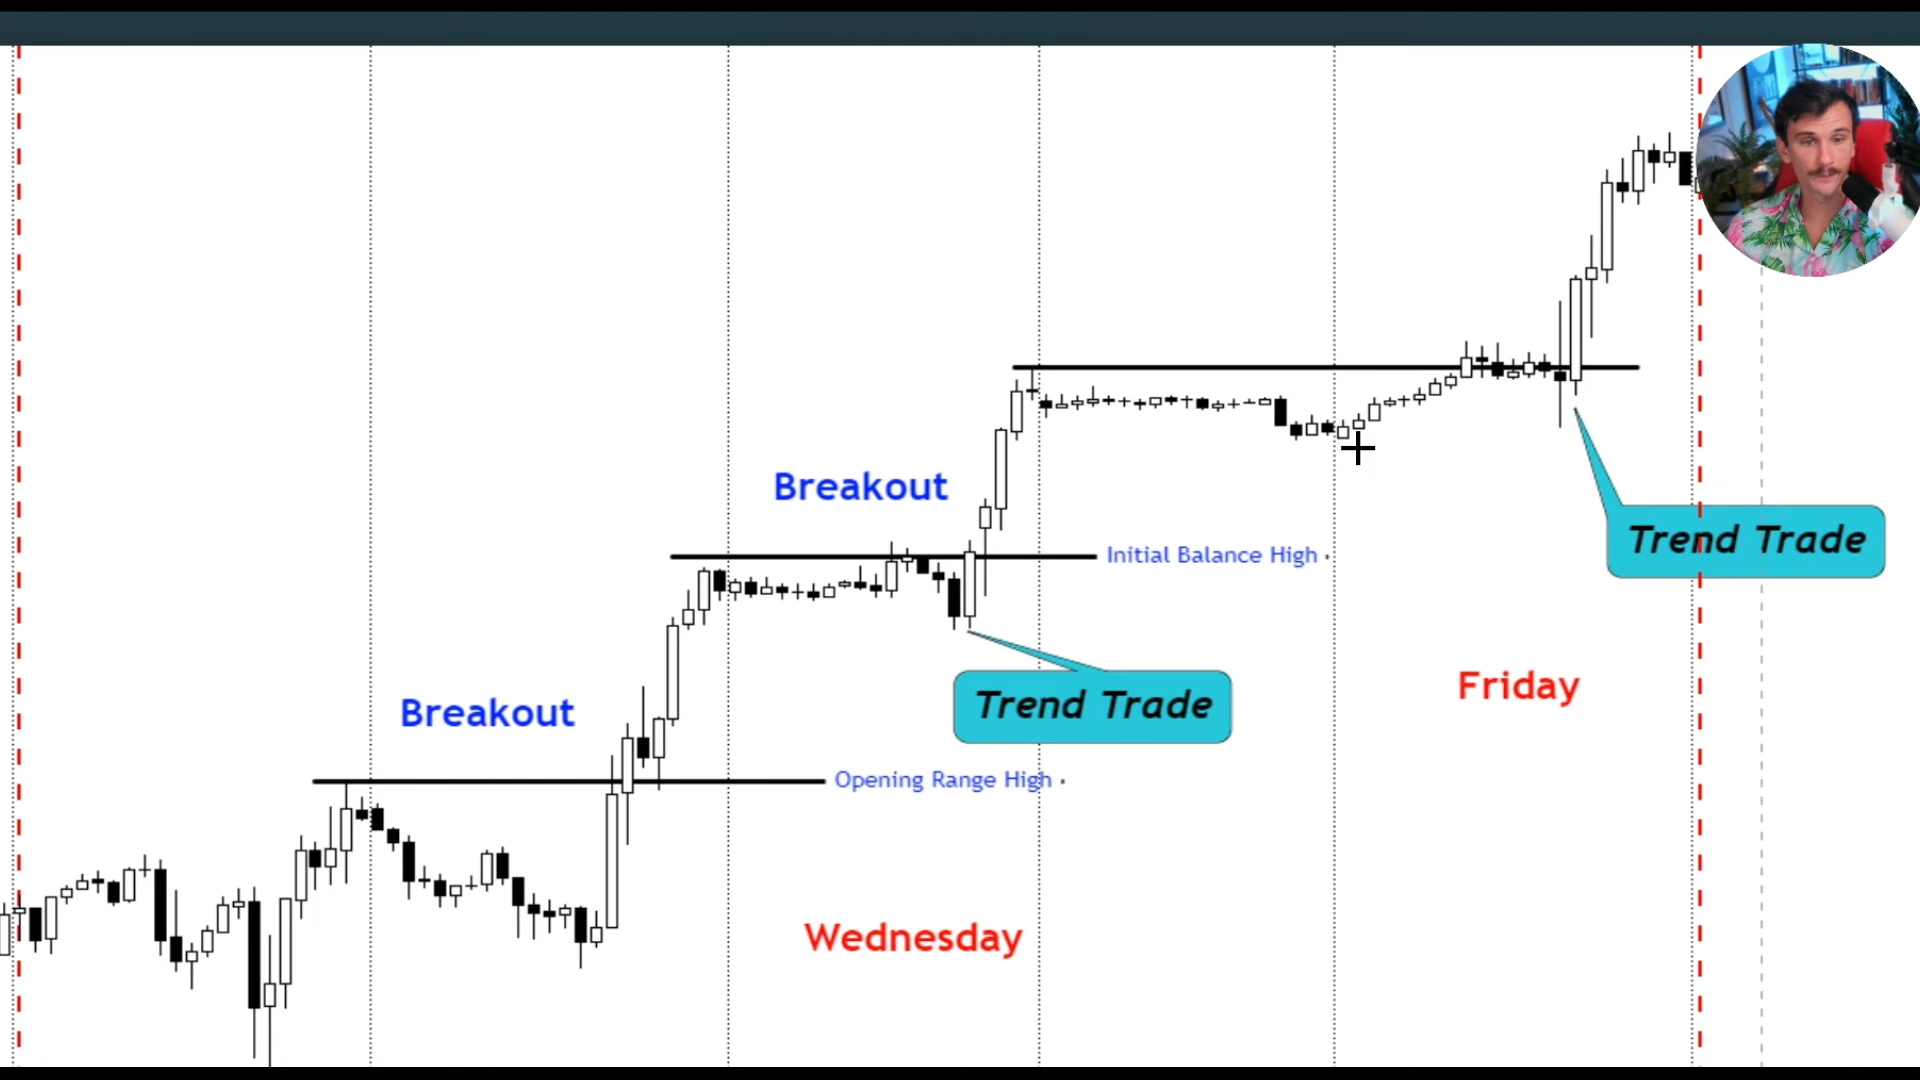 Breakout
Initial Balance High
Trend Trade
Trend Trade
Friday
Breakout
Opening Range High
Wednesday